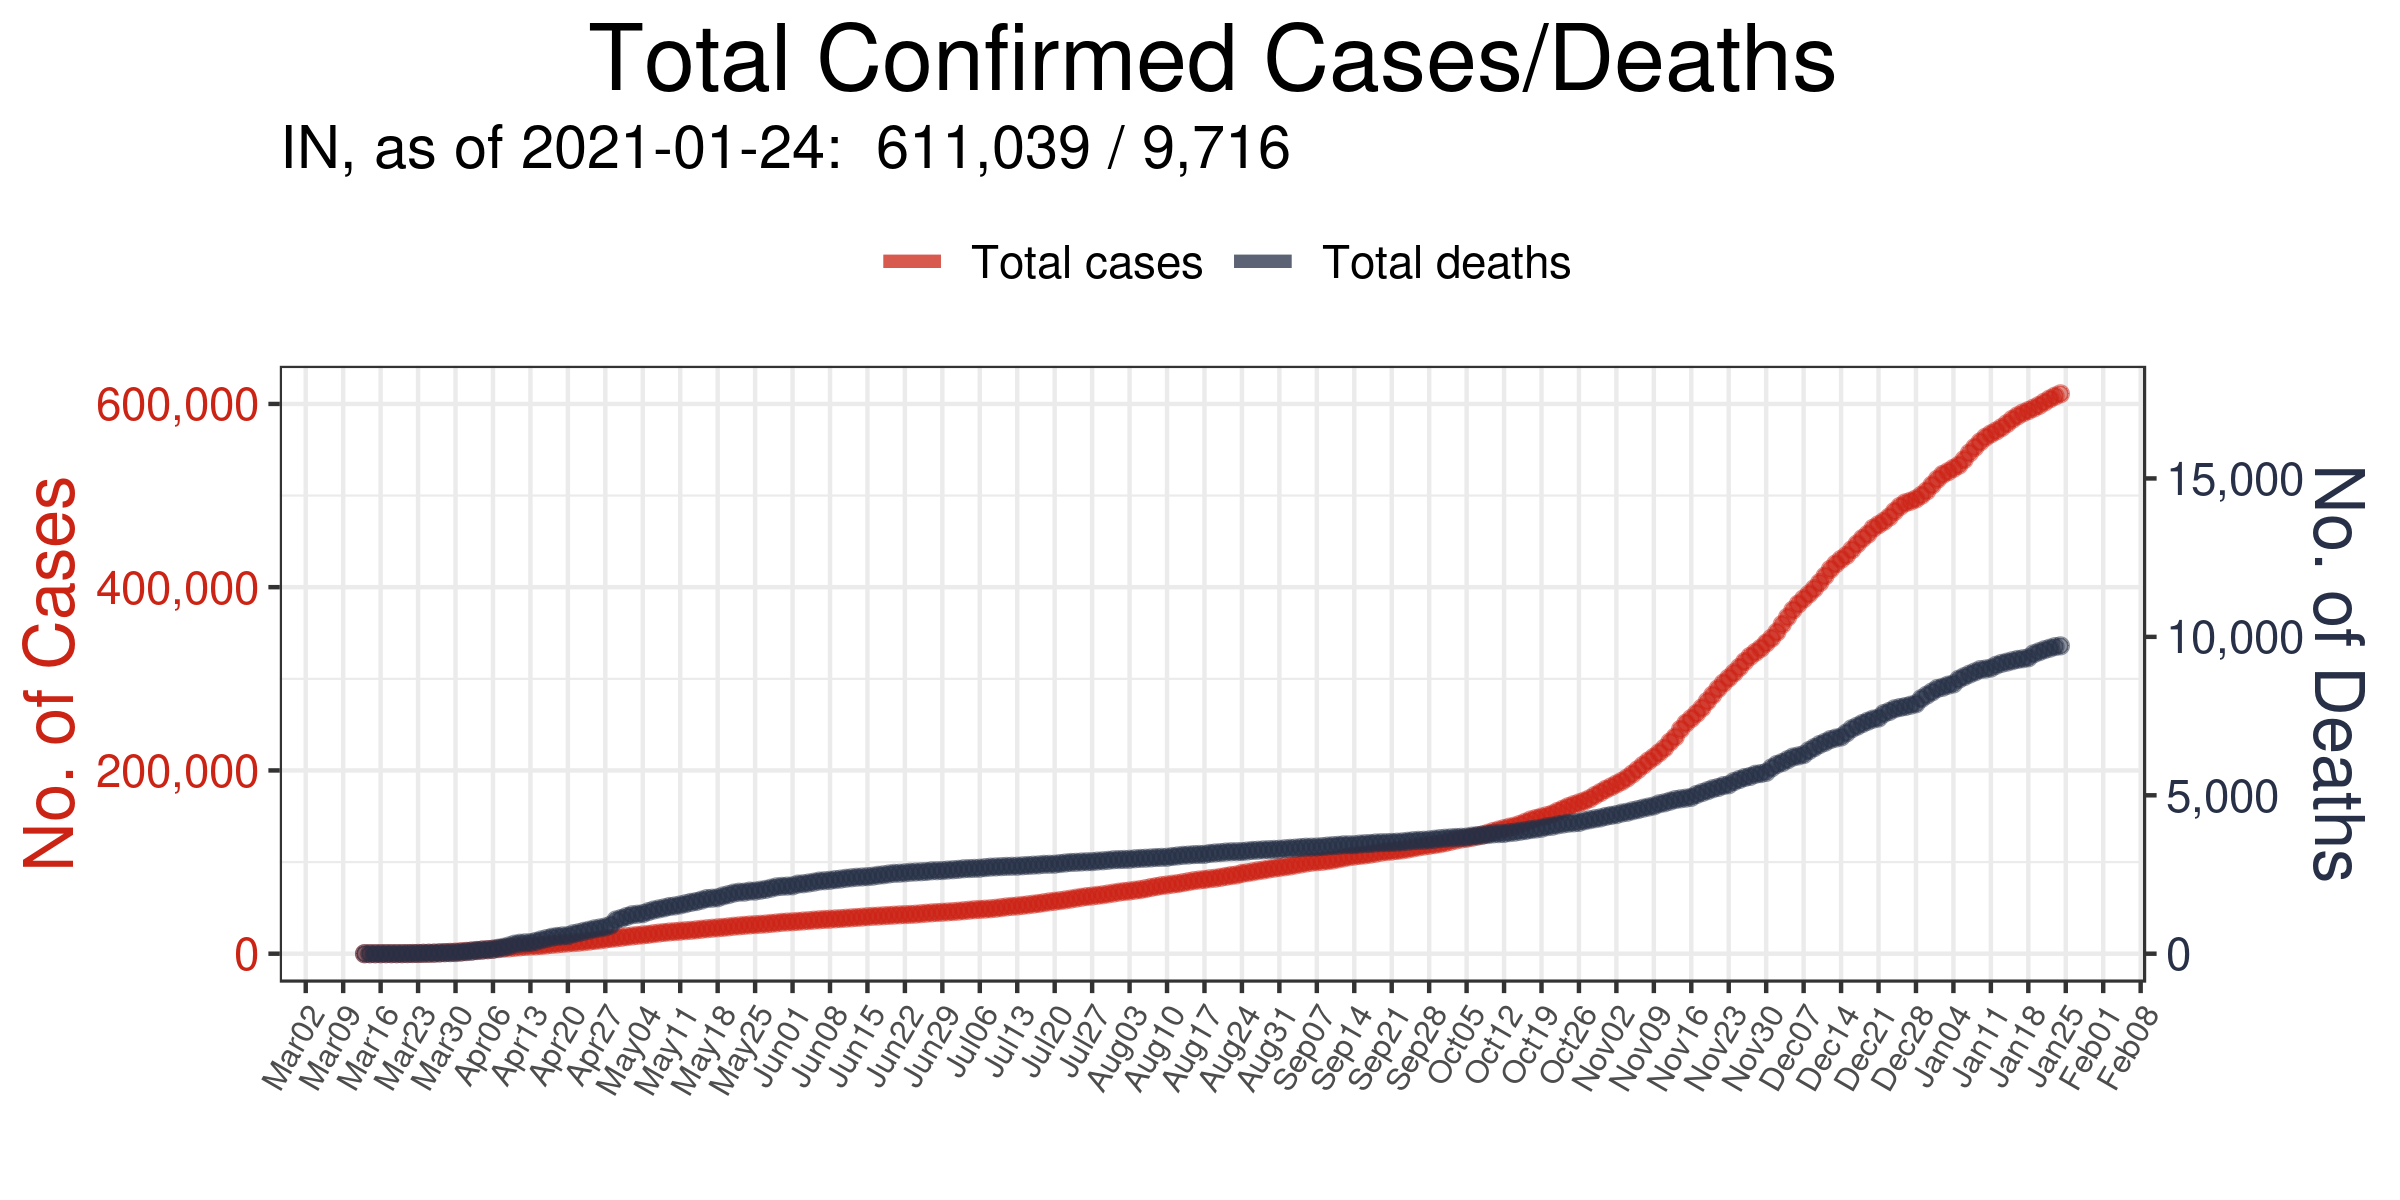 Total Confirmed Cases/Deaths
IN, as of 2021-01-24: 611,039 / 9,716
Total cases
Total deaths
No. of Cases
600,000
400,000
200,000
0
15,000
10,000
5,000
0
No. of Deaths
Mar02
Mar09
Mar16
Mar23
Mar30
Apr06
Apr13
Apr20
Apr27
May04
May11
May18
May25
Jun01
Jun08
Jun15
Jun22
Jun29
Jul06
Jul13
Jul20
Jul27
Aug03
Aug10
Aug17
Aug24
Aug31
Sep07
Sep14
Sep21
Sep28
Oct05
Oct12
Oct19
Oct26
Nov02
Nov09
Nov16
Nov23
Nov30
Dec07
Dec14
Dec21
Dec28
Jan04
Jan11
Jan18
Jan25
Feb01
Feb08